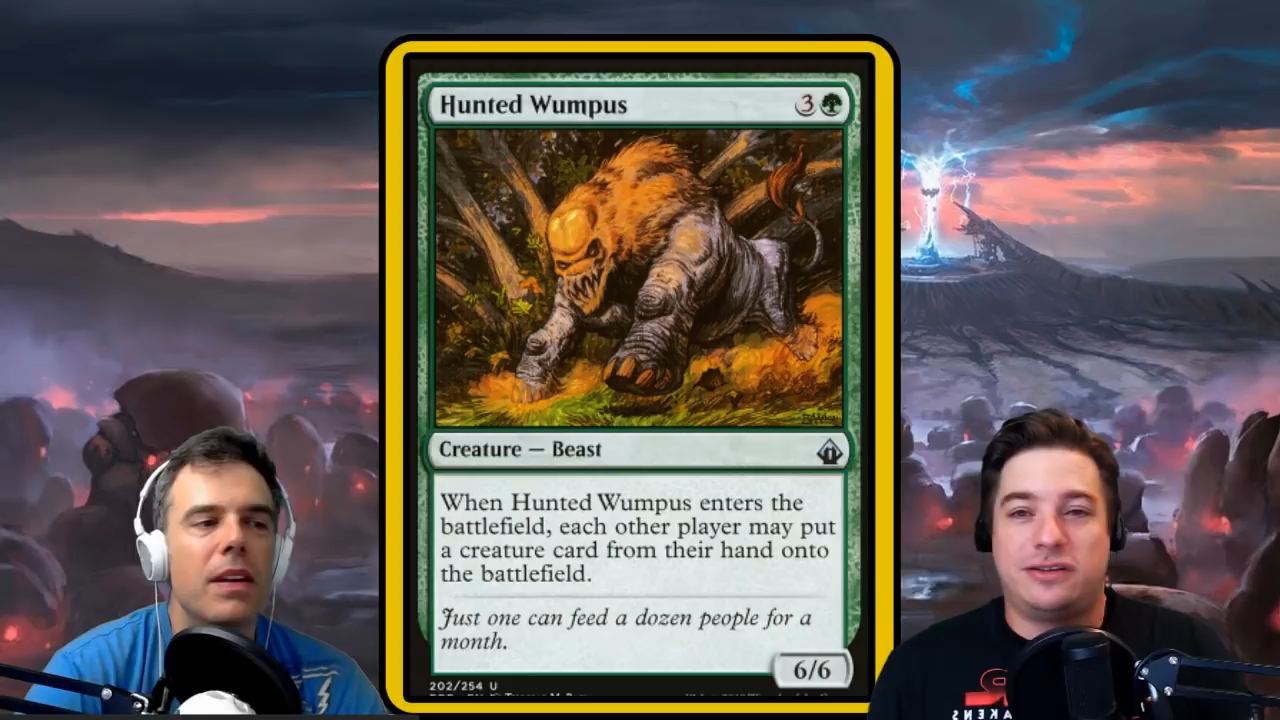 Hunted Wumpus 3
Creature — Beast
When Hunted Wumpus enters the
battlefield, each other player may put
a creature card from their hand onto
the battlefield.
Just one can feed a dozen people for a
month.
6/6
202/254 U
AKENS